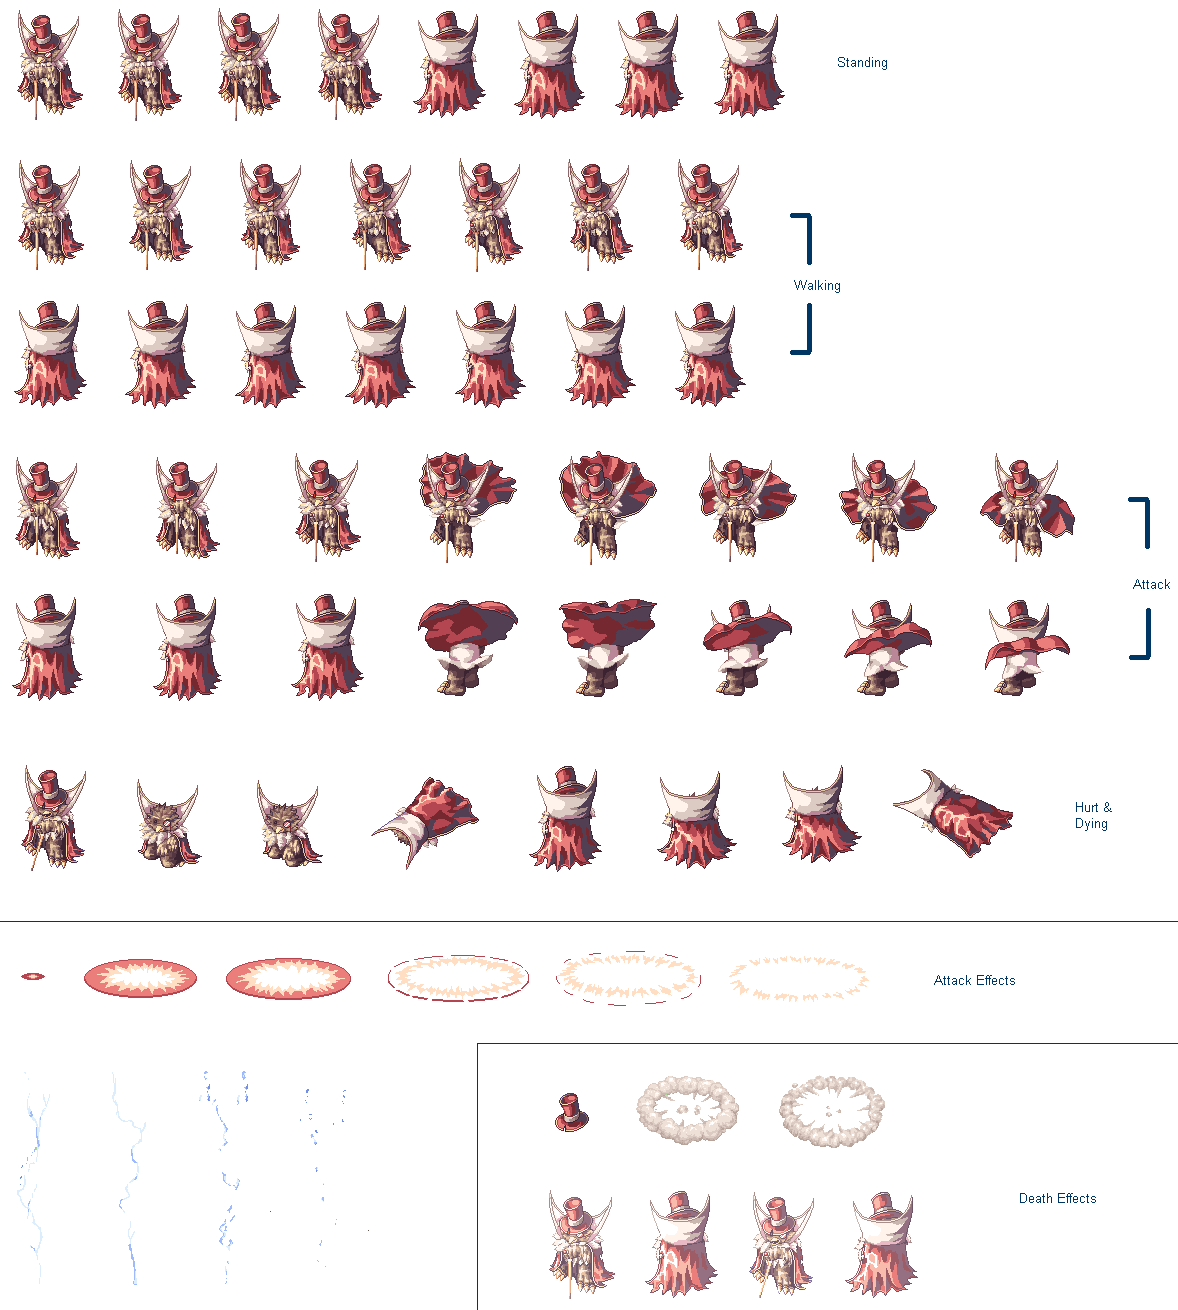 Standing
Walking
Attack
Hurt &
Dying
Attack Effects
Death Effects